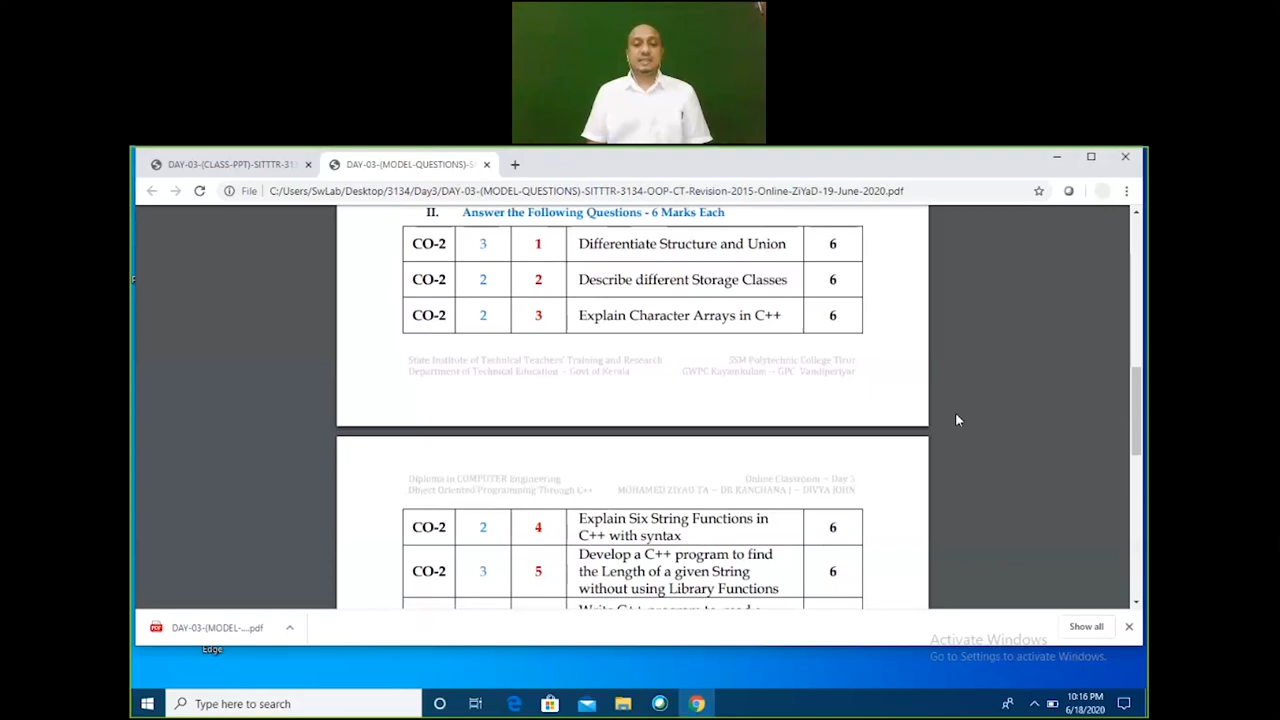 DAY-03-(CLASS-PPT)-SITTTR-313
DAY-03-(MODEL-QUESTIONS)-S
File
C:/Users/SwLab/Desktop/3134/Day3/DAY-03-(MODEL-QUESTIONS)-SITTTR-3134-OOP-CT-Revision-2015-Online-ZiYaD-19-June-2020.pdf
II. Answer the Following Questions - 6 Marks Each
CO-2 3 1 Differentiate Structure and Union 6
CO-2 2 2 Describe different Storage Classes 6
CO-2 2 3 Explain Character Arrays in C++ 6
State Institute of Technical Teachers' Training and Research SSM Polytechnic College Tirur
Department of Technical Education – Govt of Kerala GWPC Kayamkulam – GPC Vandiperiyar
Diploma in COMPUTER Engineering Online Classroom – Day 3
Object Oriented Programming Through C++ MOHAMED ZIYAD TA – DR KANCHANA J – DIVYA JOHN
CO-2 2 4 Explain Six String Functions in
C++ with syntax 6
CO-2 3 5 Develop a C++ program to find
the Length of a given String 6
without using Library Functions
Write C++ program to read a
DAY-03-(MODEL-....pdf
Show all
Edge
Activate Windows
Go to Settings to activate Windows.
Type here to search
10:16 PM
6/18/2020